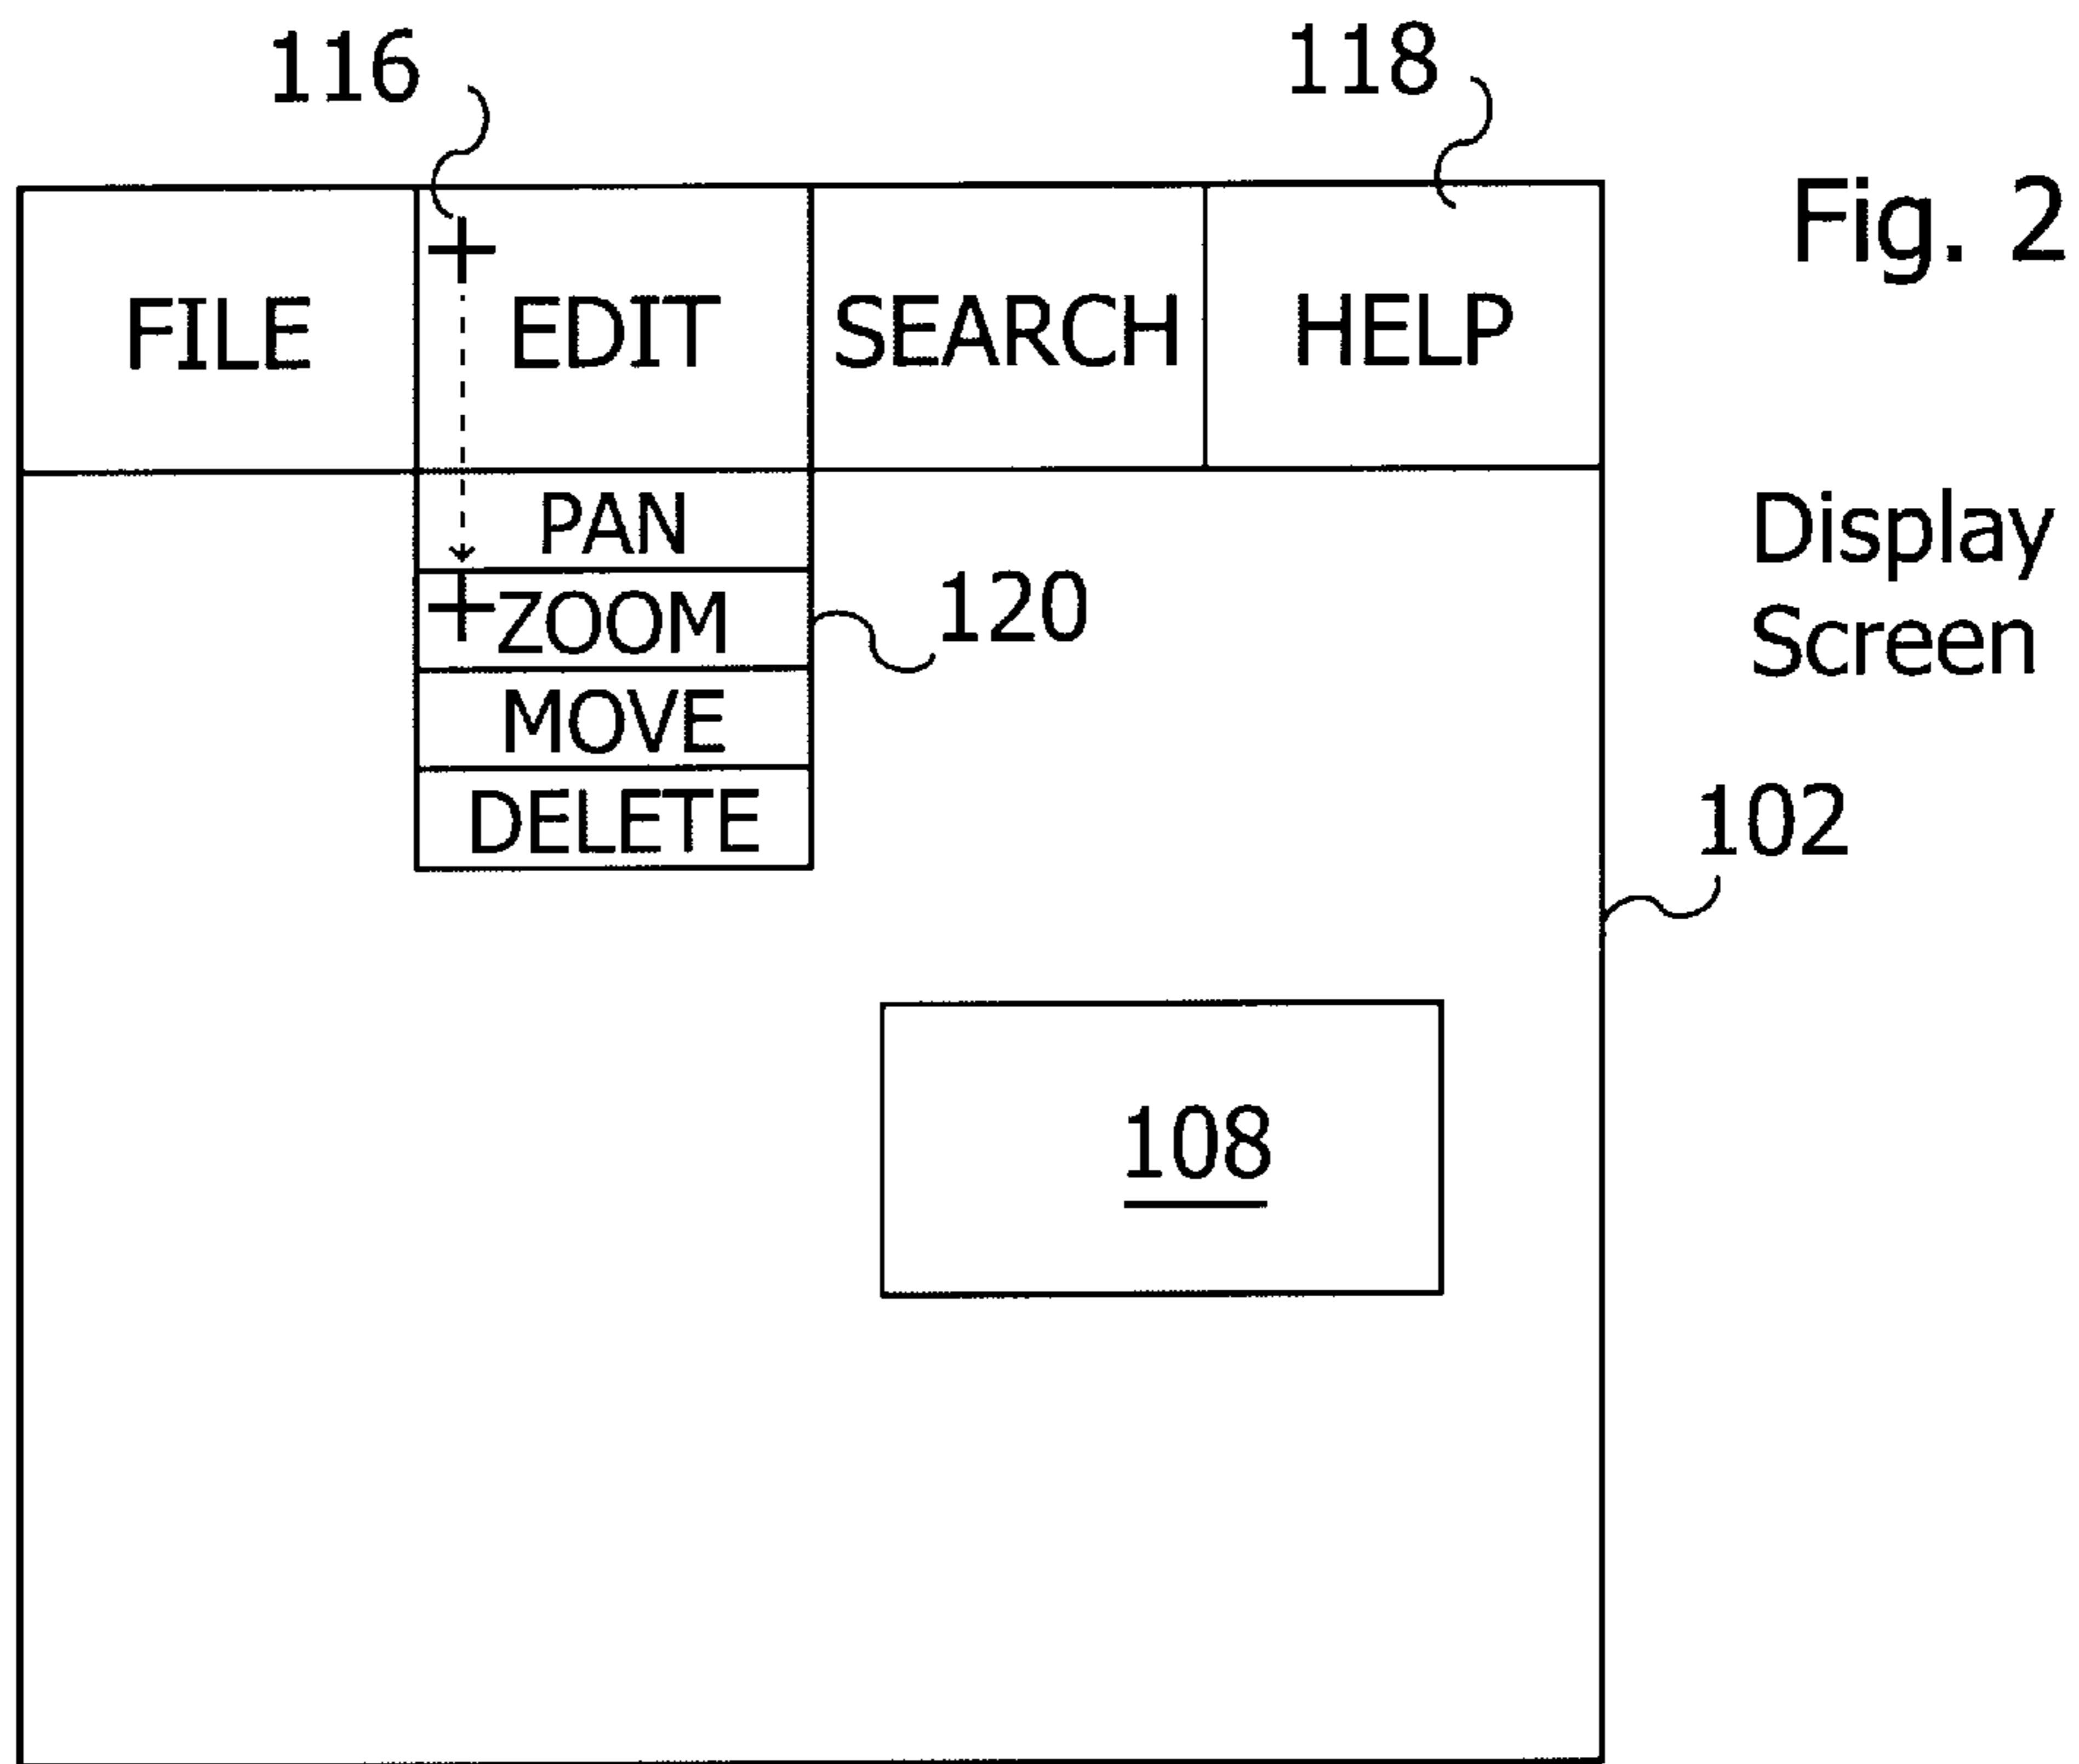 116
118
Fig. 2
FILE EDIT SEARCH HELP
PAN
ZOOM
MOVE
DELETE
120
Display
Screen
102
108